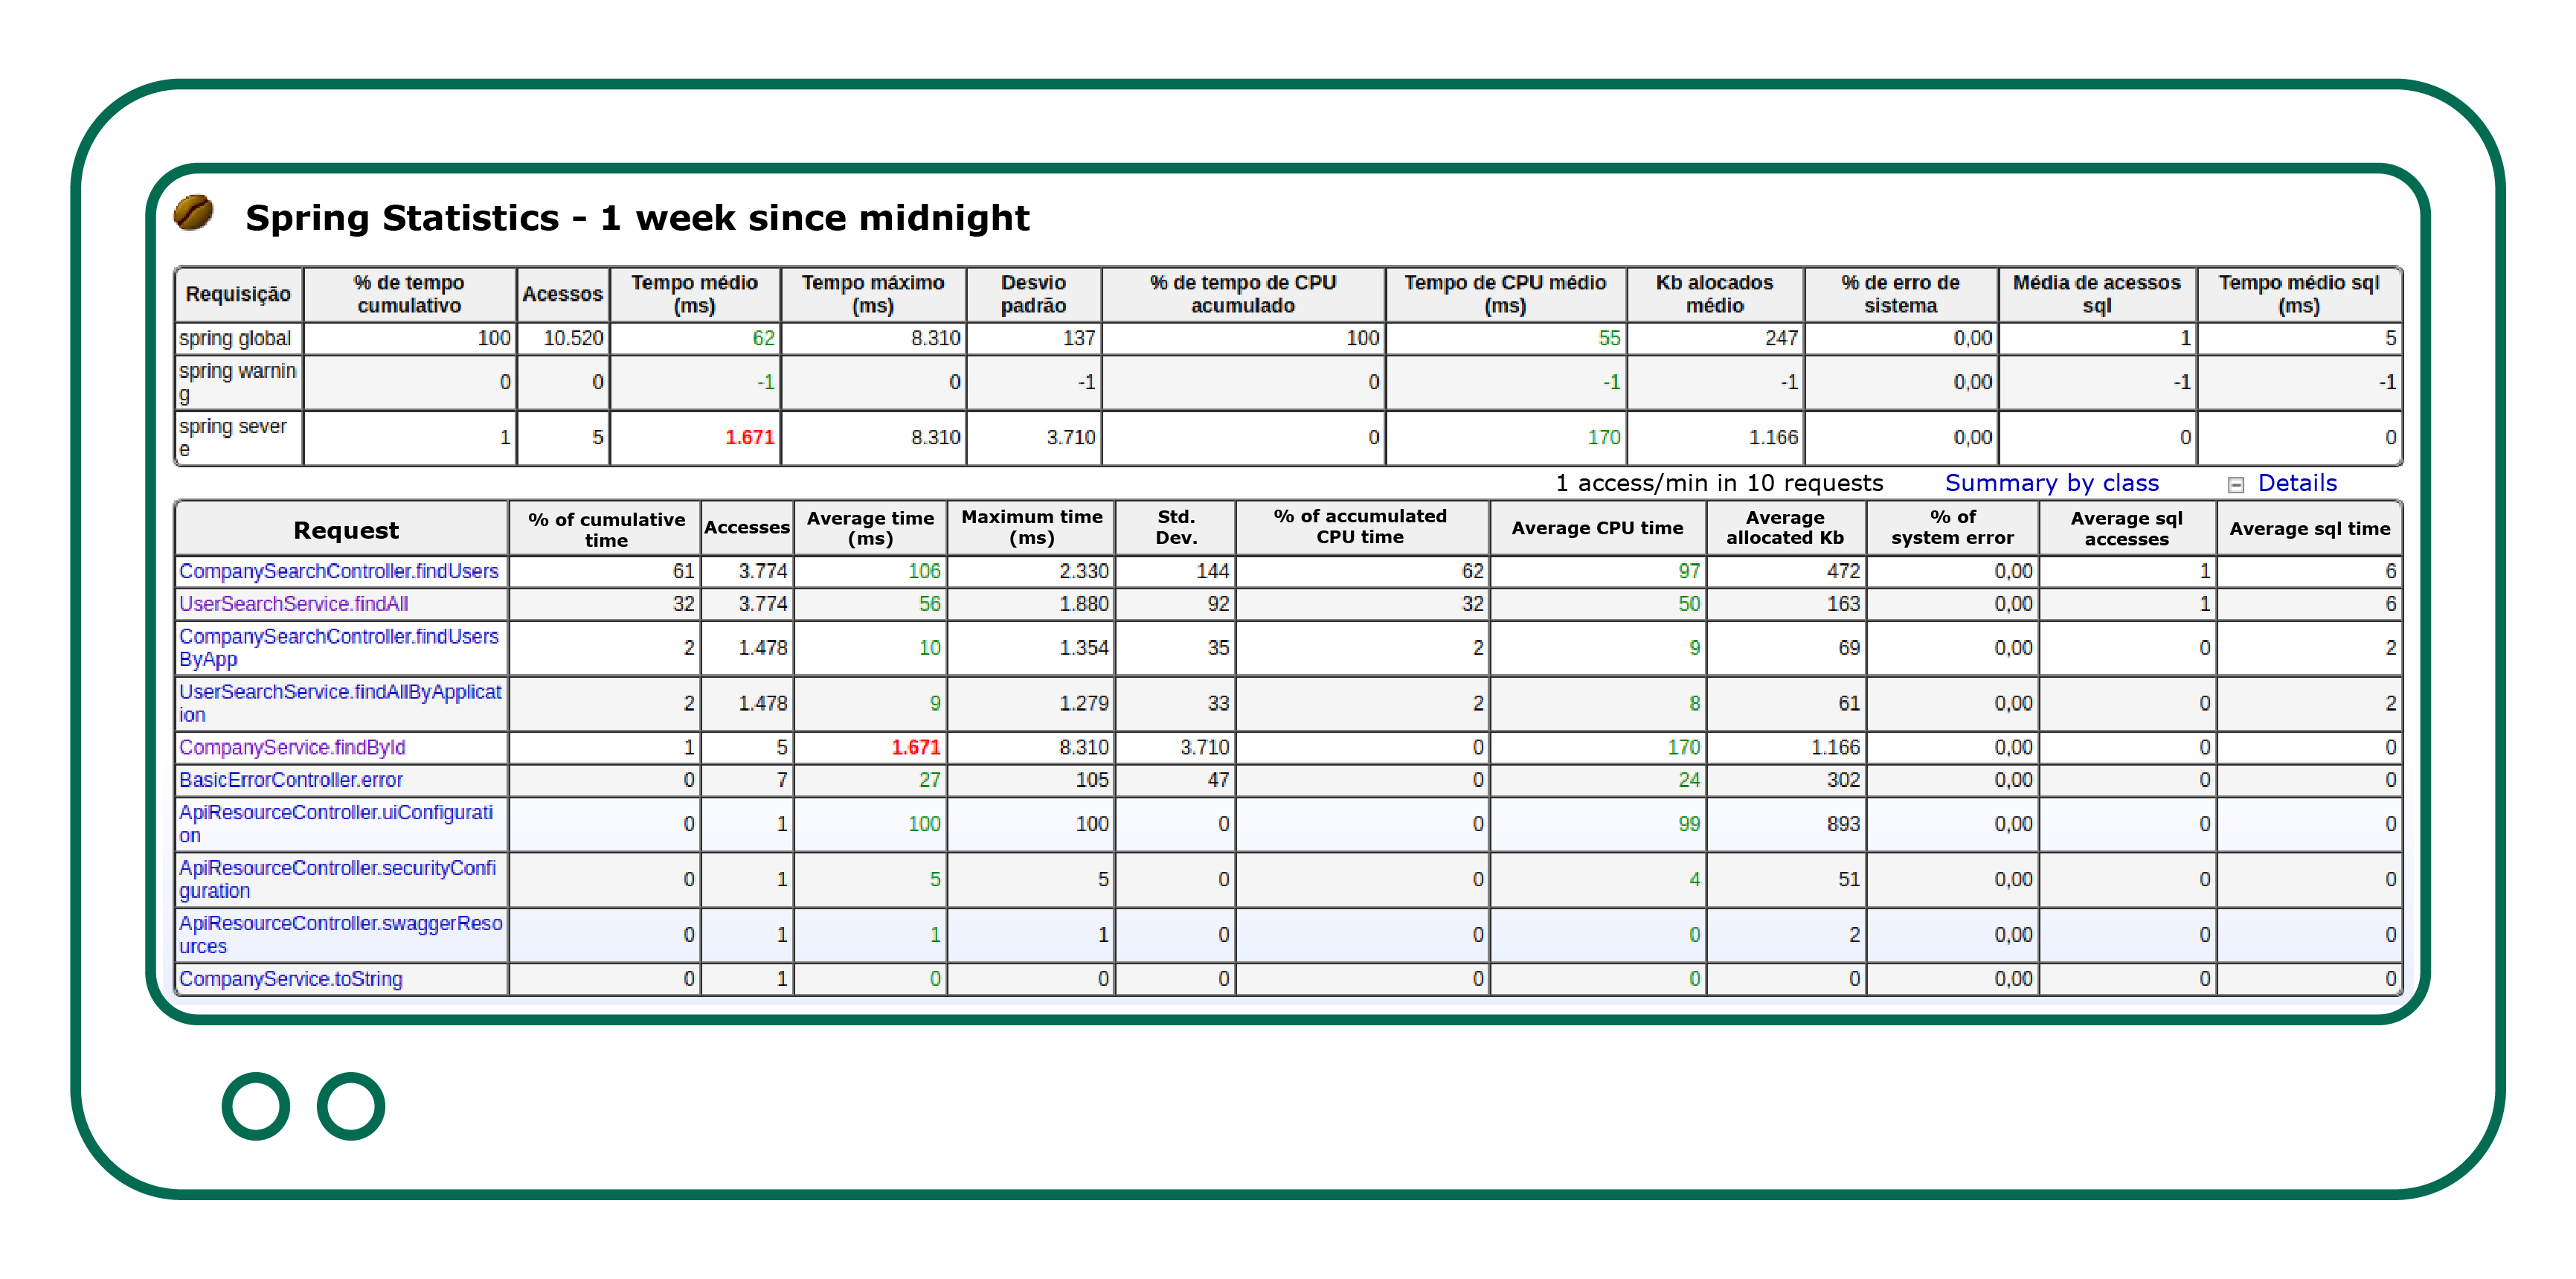 Spring Statistics - 1 week since midnight
Requisição % de tempo cumulativo Acessos Tempo médio (ms) Tempo máximo (ms) Desvio padrão % de tempo de CPU acumulado Tempo de CPU médio (ms) Kb alocados médio % de erro de sistema Média de acessos sql Tempo médio sql (ms)
spring global 100 10.520 62 8.310 137 100 55 247 0,00 1 5
spring warning 0 0 -1 0 -1 0 -1 -1 0,00 -1 -1
spring severe 1 5 1.671 8.310 3.710 0 170 1.166 0,00 0 0
1 access/min in 10 requests Summary by class Details
Request % of cumulative time Accesses Average time (ms) Maximum time (ms) Std. Dev. % of accumulated CPU time Average CPU time Average allocated Kb % of system error Average sql accesses Average sql time
CompanySearchController.findUsers 61 3.774 106 2.330 144 62 97 472 0,00 1 6
UserSearchService.findAll 32 3.774 56 1.880 92 32 50 163 0,00 1 6
CompanySearchController.findUsersByApp 2 1.478 10 1.354 35 2 9 69 0,00 0 2
UserSearchService.findAllByApplication 2 1.478 9 1.279 33 2 8 61 0,00 0 2
CompanyService.findById 1 5 1.671 8.310 3.710 0 170 1.166 0,00 0 0
BasicErrorController.error 0 7 27 105 47 0 24 302 0,00 0 0
ApiResourceController.uiConfiguration 0 1 100 100 0 0 99 893 0,00 0 0
ApiResourceController.securityConfiguration 0 1 5 5 0 0 4 51 0,00 0 0
ApiResourceController.swaggerResources 0 1 1 1 0 0 0 2 0,00 0 0
CompanyService.toString 0 1 0 0 0 0 0 0 0,00 0 0